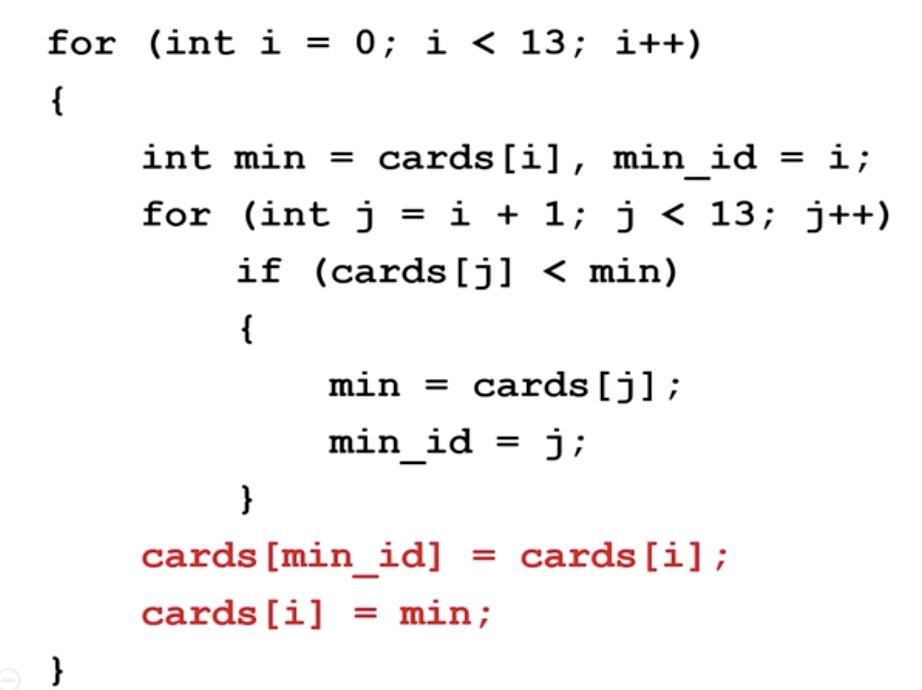 for (int i = 0; i < 13; i++)
{
    int min = cards[i], min_id = i;
    for (int j = i + 1; j < 13; j++)
        if (cards[j] < min)
        {
            min = cards[j];
            min_id = j;
        }
    cards[min_id] = cards[i];
    cards[i] = min;
}